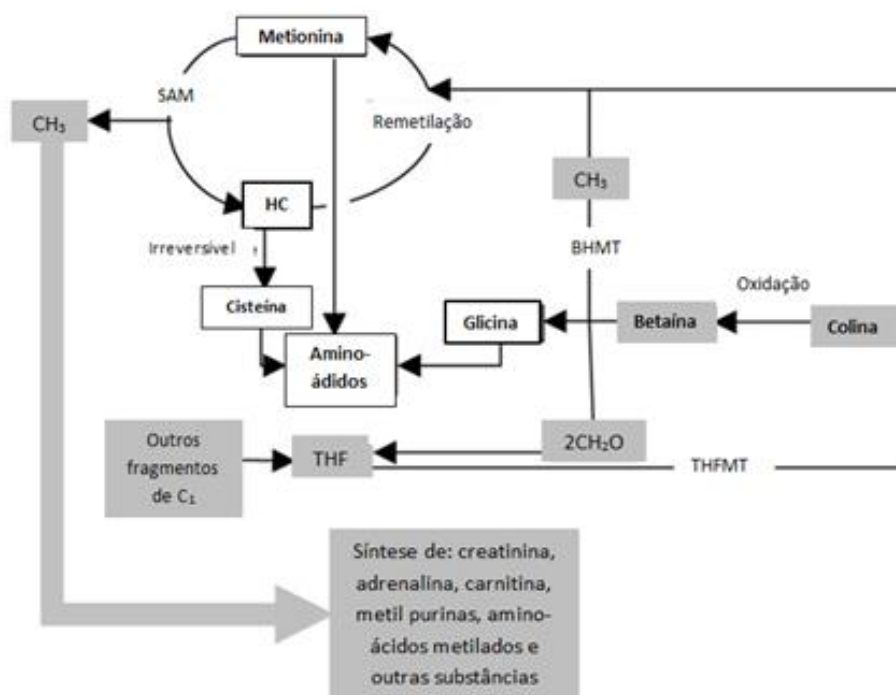 Metionina
SAM
CH₃
Remetilação
HC
CH₃
Irreversível
BHMT
Oxidação
Cisteína
Glicina
Betaína
Colina
Amino-
ádidos
Outros
fragmentos
de C₁
THF
2CH₂O
THFMT
Síntese de: creatinina,
adrenalina, carnitina,
metil purinas, amino-
ácidos metilados e
outras substâncias